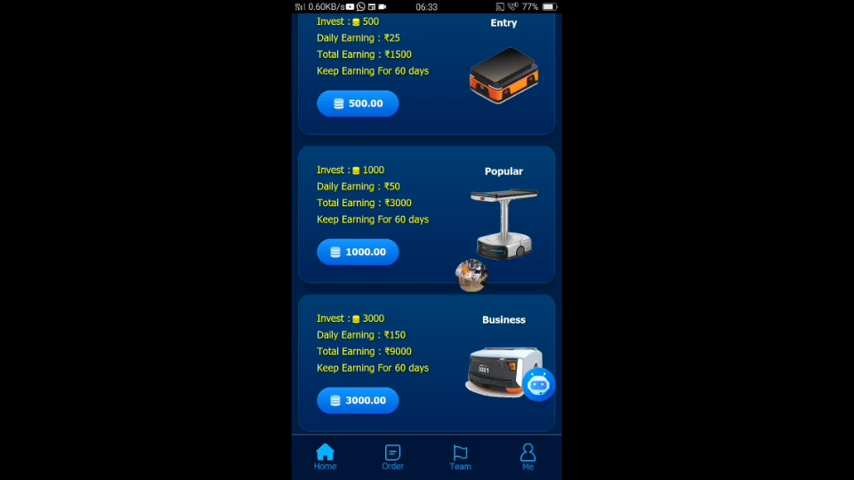 0.60KB/s
06:33
77%
Invest : 500
Entry
Daily Earning : ₹25
Total Earning : ₹1500
Keep Earning For 60 days
500.00
Invest : 1000
Popular
Daily Earning : ₹50
Total Earning : ₹3000
Keep Earning For 60 days
1000.00
Invest : 3000
Business
Daily Earning : ₹150
Total Earning : ₹9000
Keep Earning For 60 days
3000.00
Home
Order
Team
Me